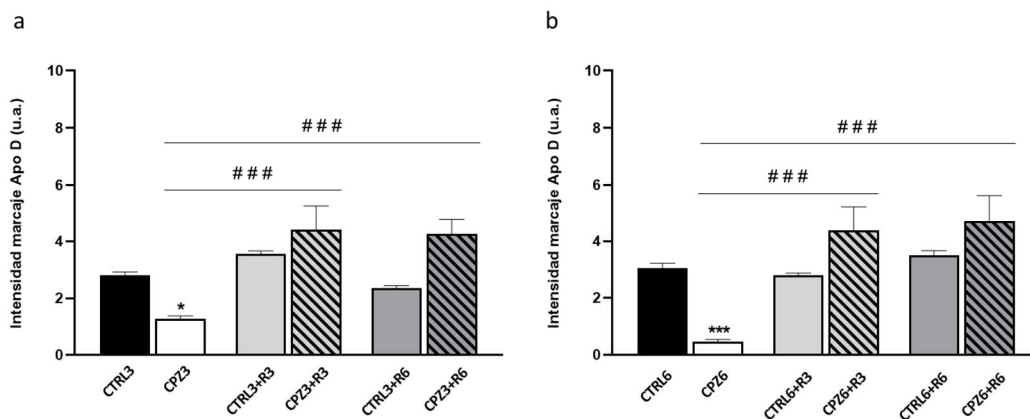 a
Intensidad marcaje Apo D (u.a.)
10
8
6
4
2
0
# # #
# # #
*
CTRL3
CPZ3
CTRL3+R3
CPZ3+R3
CTRL3+R6
CPZ3+R6
b
Intensidad marcaje Apo D (u.a.)
10
8
6
4
2
0
# # #
# # #
***
CTRL6
CPZ6
CTRL6+R3
CPZ6+R3
CTRL6+R6
CPZ6+R6